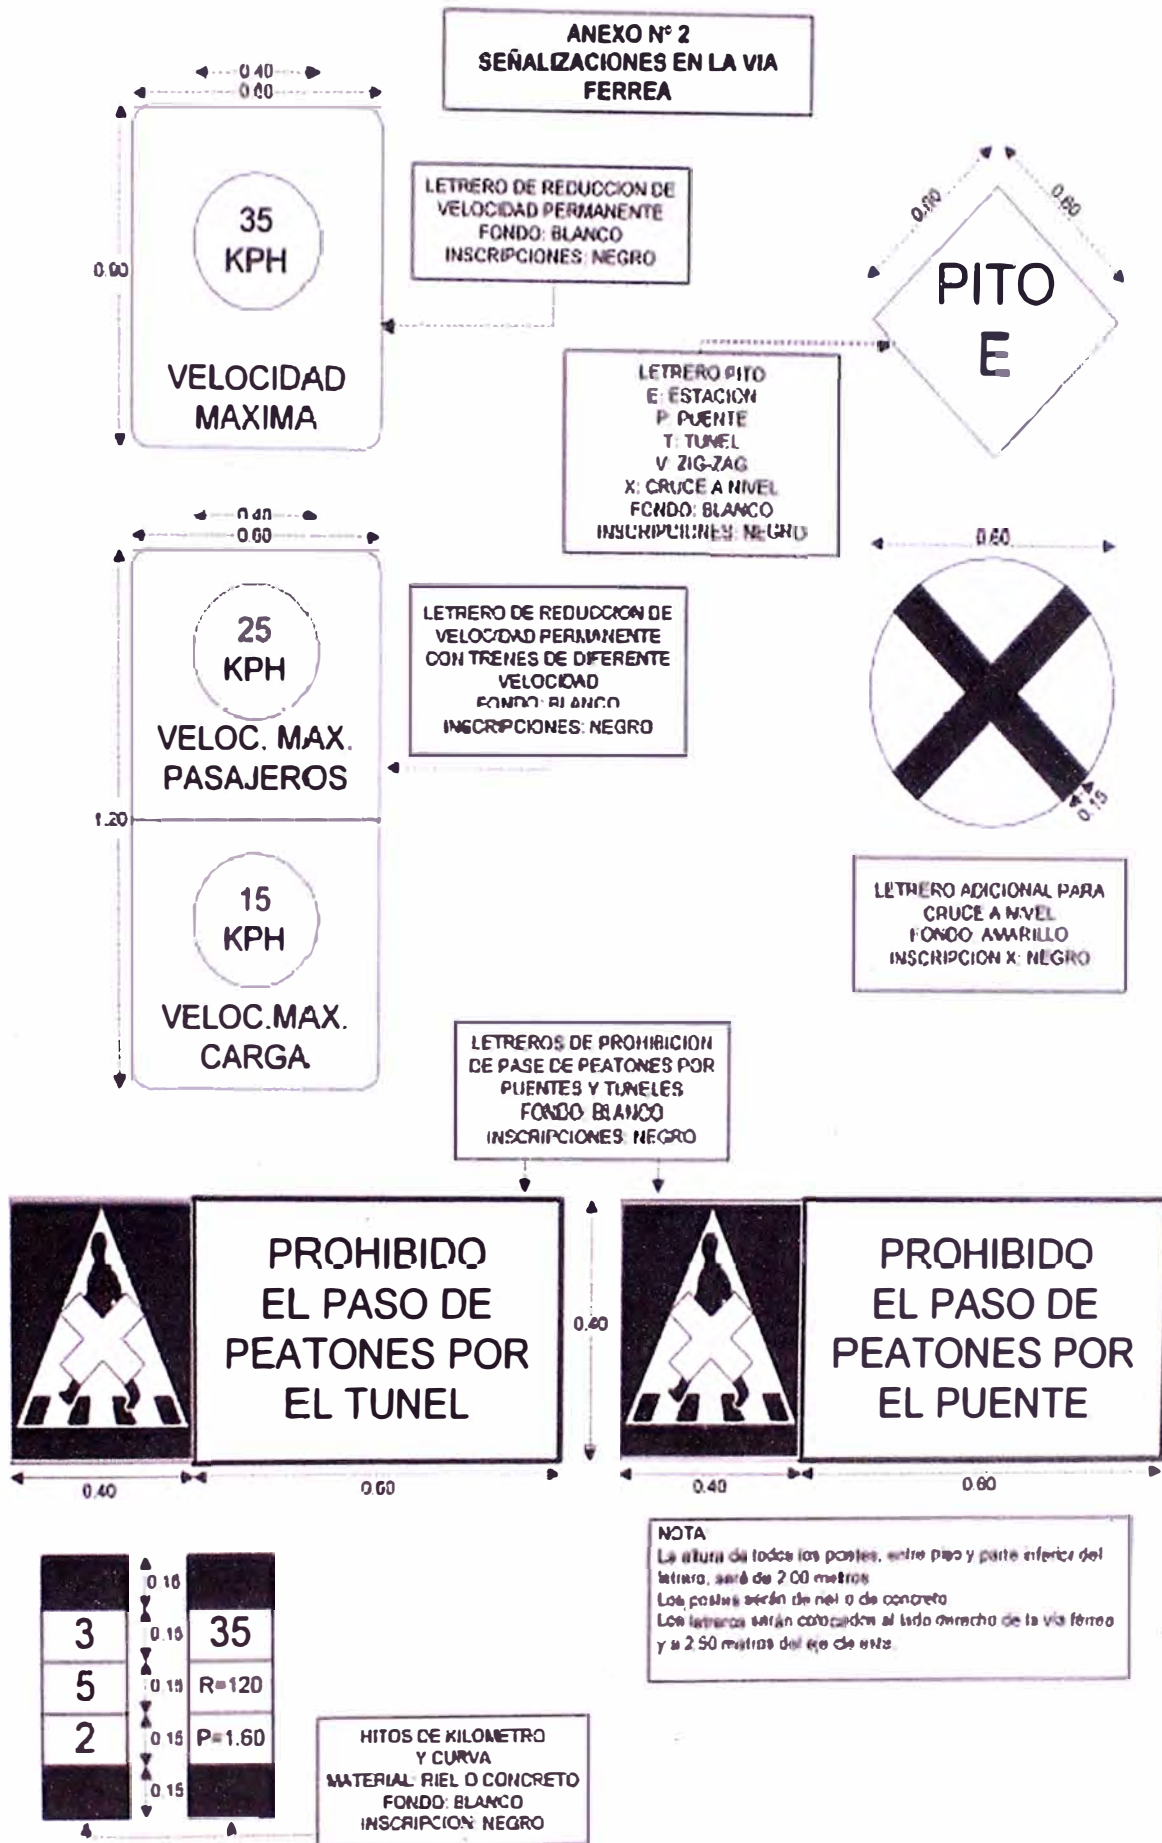 ANEXO Nº 2
SEÑALIZACIONES EN LA VIA
FERREA
0.40
0.60
0.90
35
KPH
VELOCIDAD
MAXIMA
LETRERO DE REDUCCION DE
VELOCIDAD PERMANENTE
FONDO: BLANCO
INSCRIPCIONES: NEGRO
0.60
0.60
PITO
E
LETRERO PITO
E: ESTACION
P: PUENTE
T: TUNEL
V: ZIG-ZAG
X: CRUCE A NIVEL
FONDO: BLANCO
INSCRIPCIONES: NEGRO
0.40
0.60
1.20
25
KPH
VELOC. MAX.
PASAJEROS
15
KPH
VELOC.MAX.
CARGA
LETRERO DE REDUCCION DE
VELOCIDAD PERMANENTE
CON TRENES DE DIFERENTE
VELOCIDAD
FONDO: BLANCO
INSCRIPCIONES: NEGRO
0.60
0.15
LETRERO ADICIONAL PARA
CRUCE A NIVEL
FONDO: AMARILLO
INSCRIPCION X: NEGRO
LETREROS DE PROHIBICION
DE PASE DE PEATONES POR
PUENTES Y TUNELES
FONDO: BLANCO
INSCRIPCIONES: NEGRO
PROHIBIDO
EL PASO DE
PEATONES POR
EL TUNEL
0.40
0.40
0.60
PROHIBIDO
EL PASO DE
PEATONES POR
EL PUENTE
0.40
0.60
NOTA
La altura de todos los postes, entre piso y parte inferior del
letrero, será de 2.00 metros
Los postes serán de riel o de concreto
Los letreros serán colocados al lado derecho de la vía férrea
y a 2.50 metros del eje de esta.
3
5
2
0.15
0.15
0.15
0.15
35
R=120
P=1.60
HITOS DE KILOMETRO
Y CURVA
MATERIAL: RIEL O CONCRETO
FONDO: BLANCO
INSCRIPCION: NEGRO